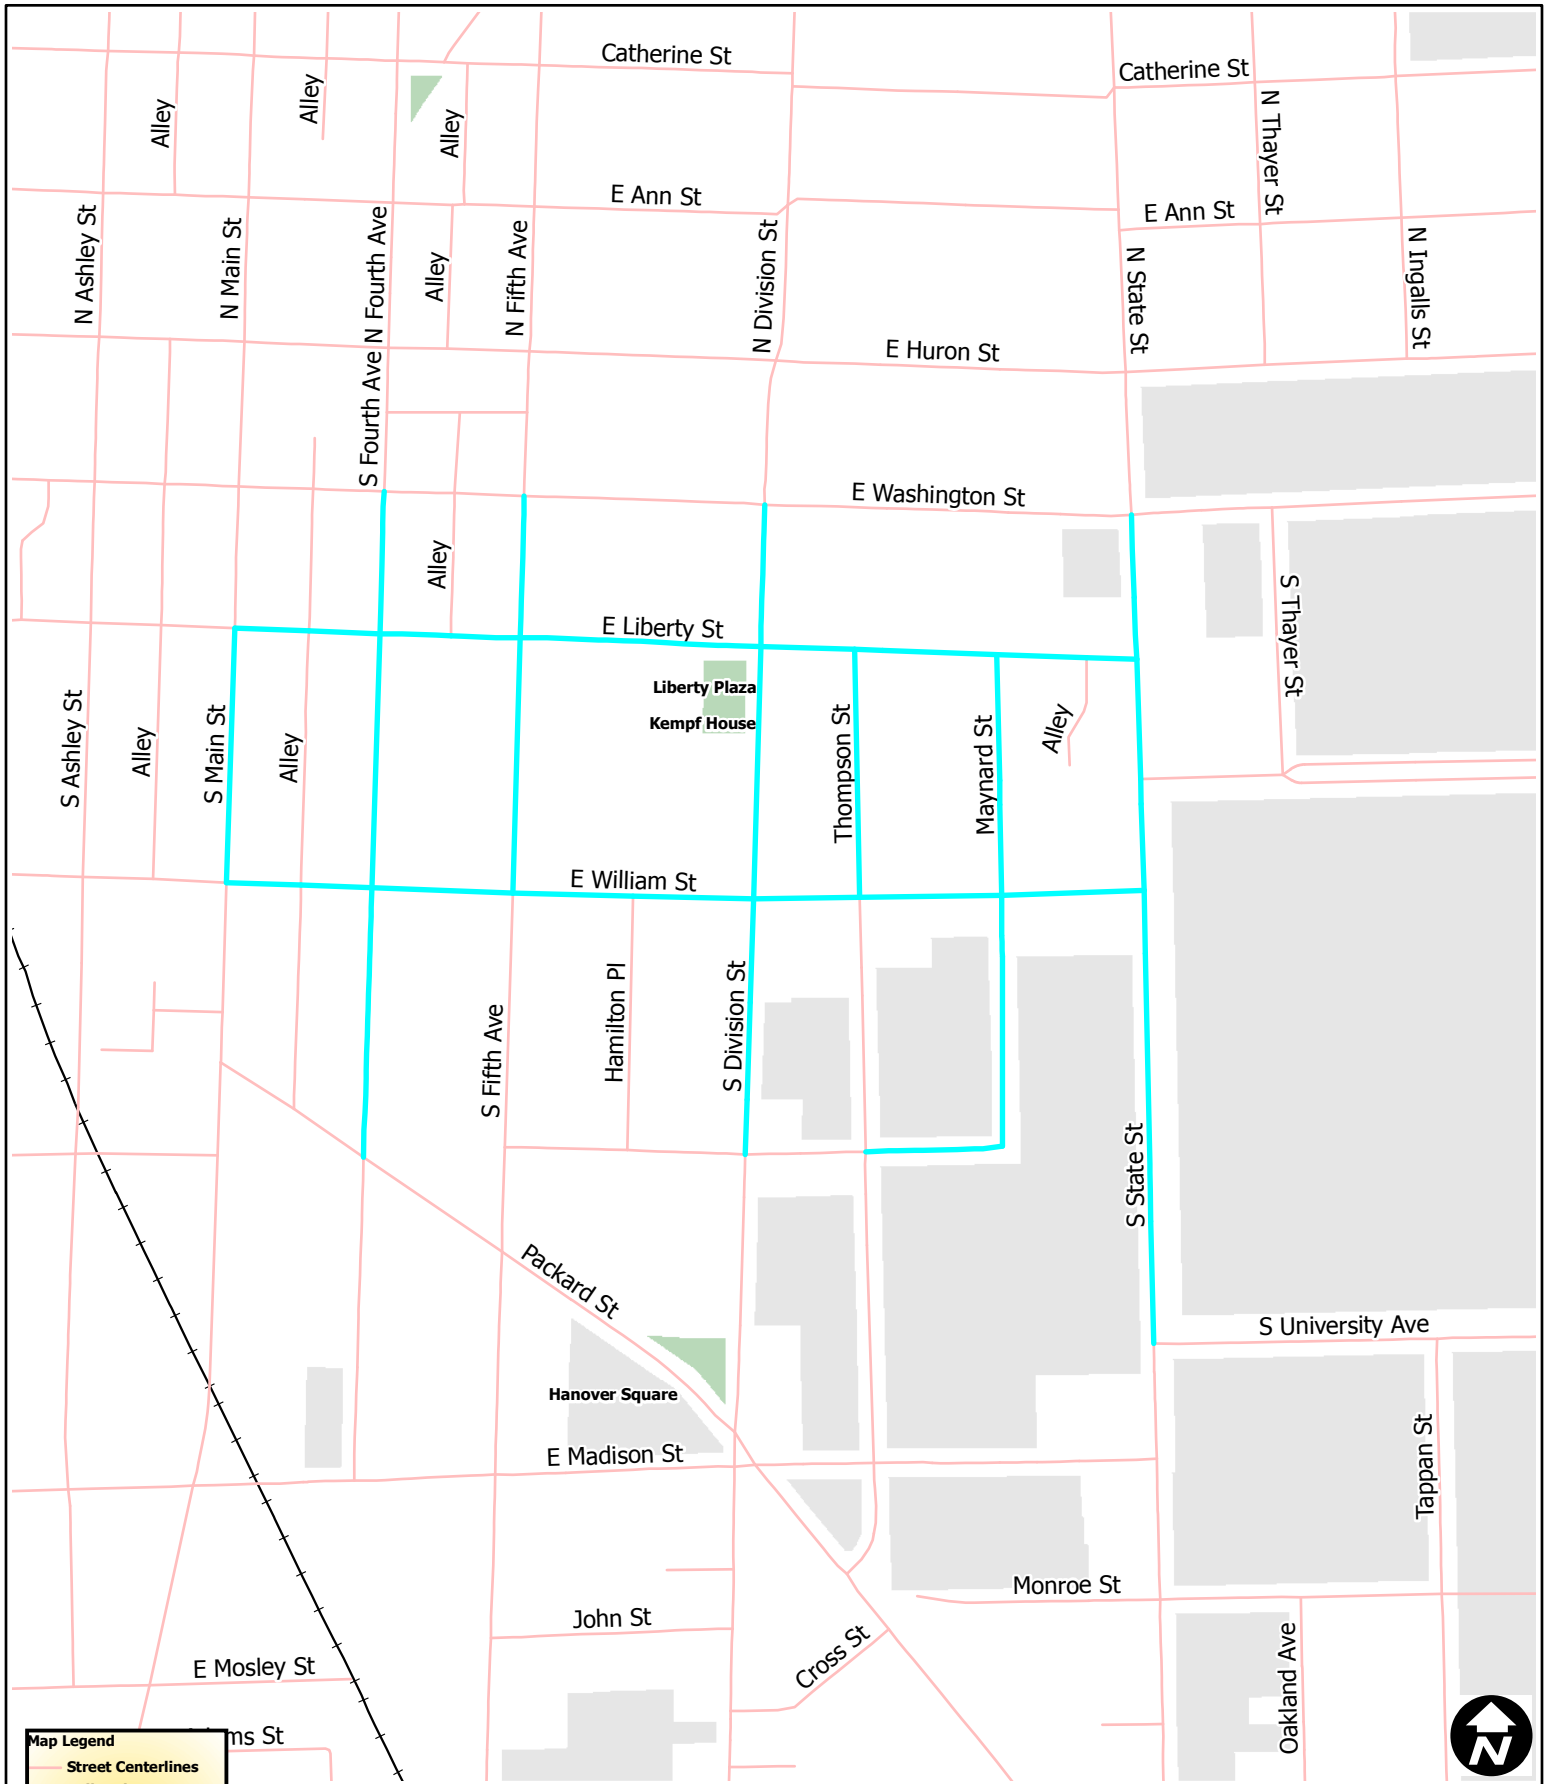 Catherine St
Catherine St
Alley
Alley
Alley
N Thayer St
E Ann St
E Ann St
N Ashley St
N Main St
N Fourth Ave
Alley
N Fifth Ave
N Division St
N State St
N Ingalls St
E Huron St
S Fourth Ave
E Washington St
Alley
S Thayer St
E Liberty St
Liberty Plaza
Kempf House
S Ashley St
Alley
S Main St
Alley
Thompson St
Maynard St
Alley
E William St
S Fifth Ave
Hamilton Pl
S Division St
S State St
Packard St
S University Ave
Hanover Square
E Madison St
Tappan St
Monroe St
John St
Cross St
Oakland Ave
E Mosley St
St
Map Legend
Street Centerlines
N